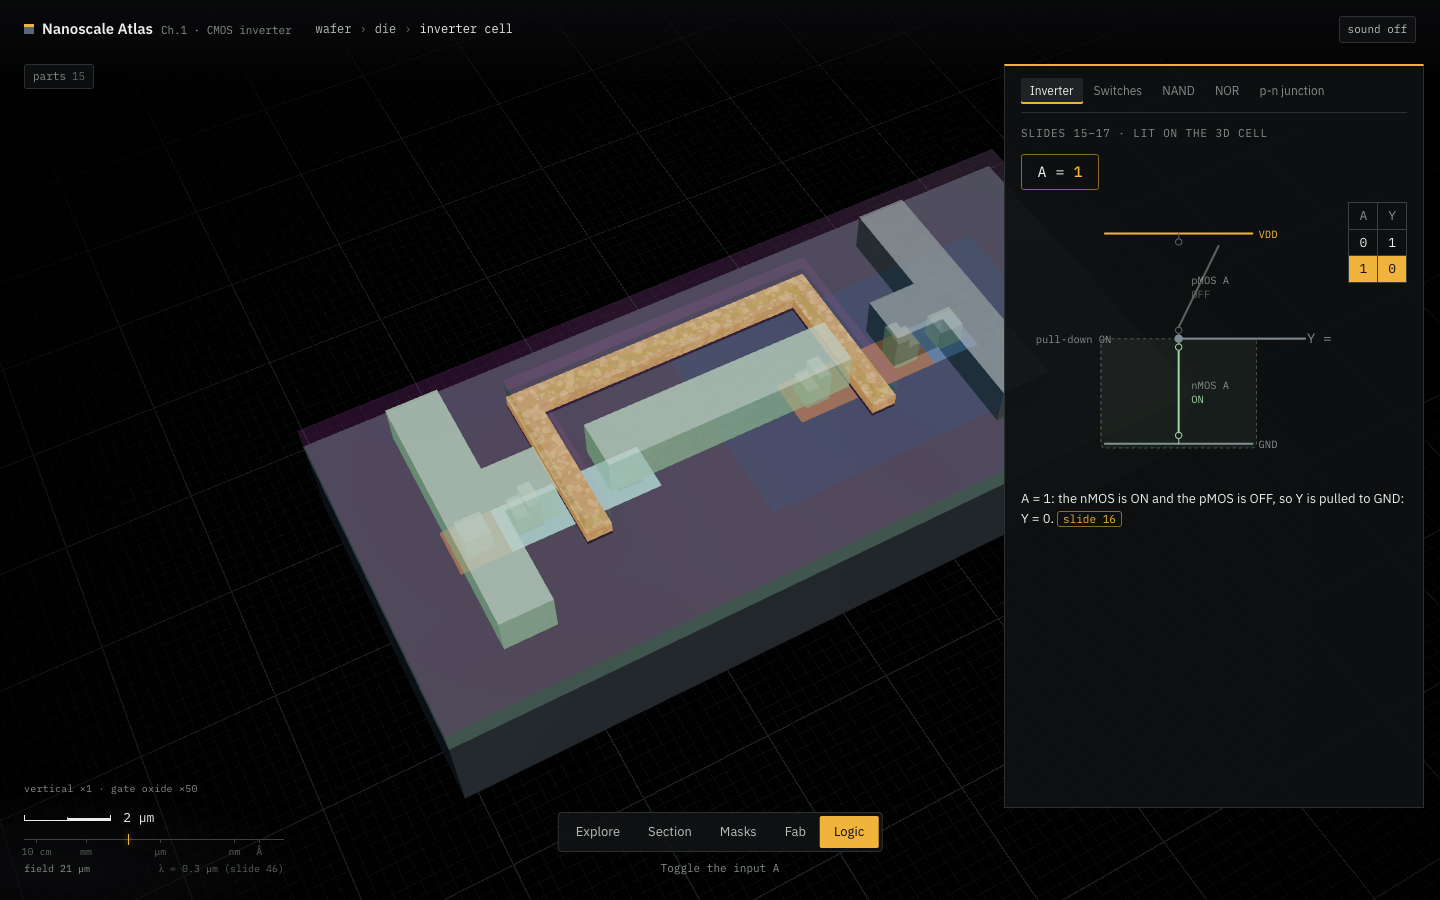 Nanoscale Atlas Ch.1 · CMOS inverter wafer › die › inverter cell
sound off
parts 15
Inverter Switches NAND NOR p-n junction
SLIDES 15–17 · LIT ON THE 3D CELL
A = 1
A Y
0 1
1 0
VDD
pMOS A
OFF
pull-down ON
Y =
nMOS A
ON
GND
A = 1: the nMOS is ON and the pMOS is OFF, so Y is pulled to GND:
Y = 0. slide 16
vertical ×1 · gate oxide ×50
2 µm
10 cm mm µm nm Å
field 21 µm λ = 0.3 µm (slide 46)
Explore Section Masks Fab Logic
Toggle the input A